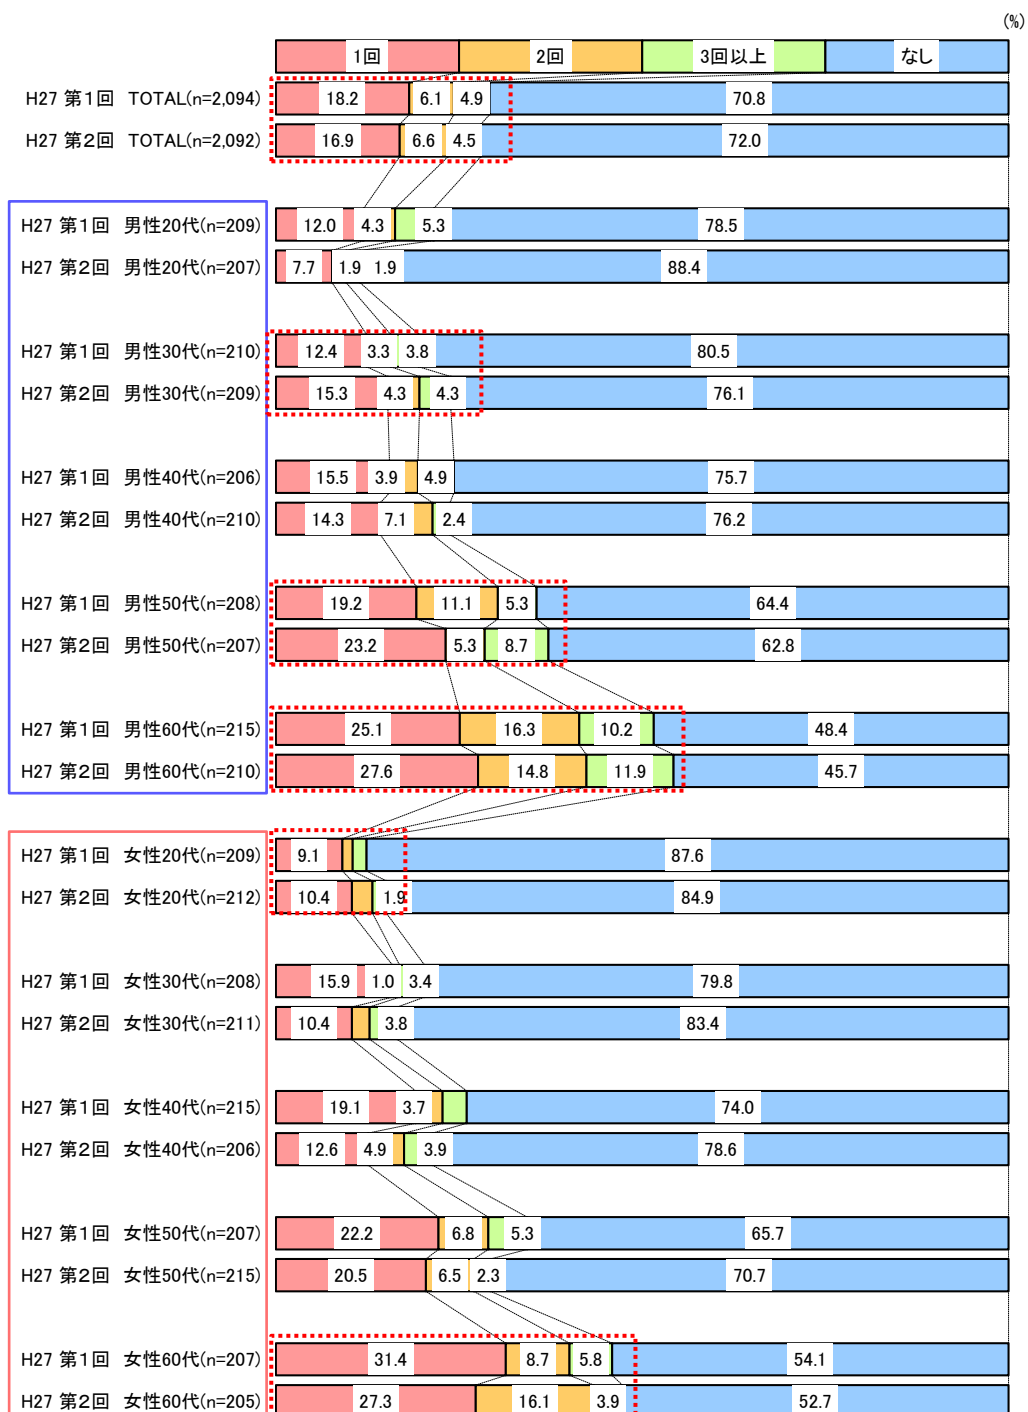 (%)
1回 2回 3回以上 なし
H27 第1回 TOTAL(n=2,094) 18.2 6.1 4.9 70.8
H27 第2回 TOTAL(n=2,092) 16.9 6.6 4.5 72.0
H27 第1回 男性20代(n=209) 12.0 4.3 5.3 78.5
H27 第2回 男性20代(n=207) 7.7 1.9 1.9 88.4
H27 第1回 男性30代(n=210) 12.4 3.3 3.8 80.5
H27 第2回 男性30代(n=209) 15.3 4.3 4.3 76.1
H27 第1回 男性40代(n=206) 15.5 3.9 4.9 75.7
H27 第2回 男性40代(n=210) 14.3 7.1 2.4 76.2
H27 第1回 男性50代(n=208) 19.2 11.1 5.3 64.4
H27 第2回 男性50代(n=207) 23.2 5.3 8.7 62.8
H27 第1回 男性60代(n=215) 25.1 16.3 10.2 48.4
H27 第2回 男性60代(n=210) 27.6 14.8 11.9 45.7
H27 第1回 女性20代(n=209) 9.1 87.6
H27 第2回 女性20代(n=212) 10.4 1.9 84.9
H27 第1回 女性30代(n=208) 15.9 1.0 3.4 79.8
H27 第2回 女性30代(n=211) 10.4 3.8 83.4
H27 第1回 女性40代(n=215) 19.1 3.7 74.0
H27 第2回 女性40代(n=206) 12.6 4.9 3.9 78.6
H27 第1回 女性50代(n=207) 22.2 6.8 5.3 65.7
H27 第2回 女性50代(n=215) 20.5 6.5 2.3 70.7
H27 第1回 女性60代(n=207) 31.4 8.7 5.8 54.1
H27 第2回 女性60代(n=205) 27.3 16.1 3.9 52.7